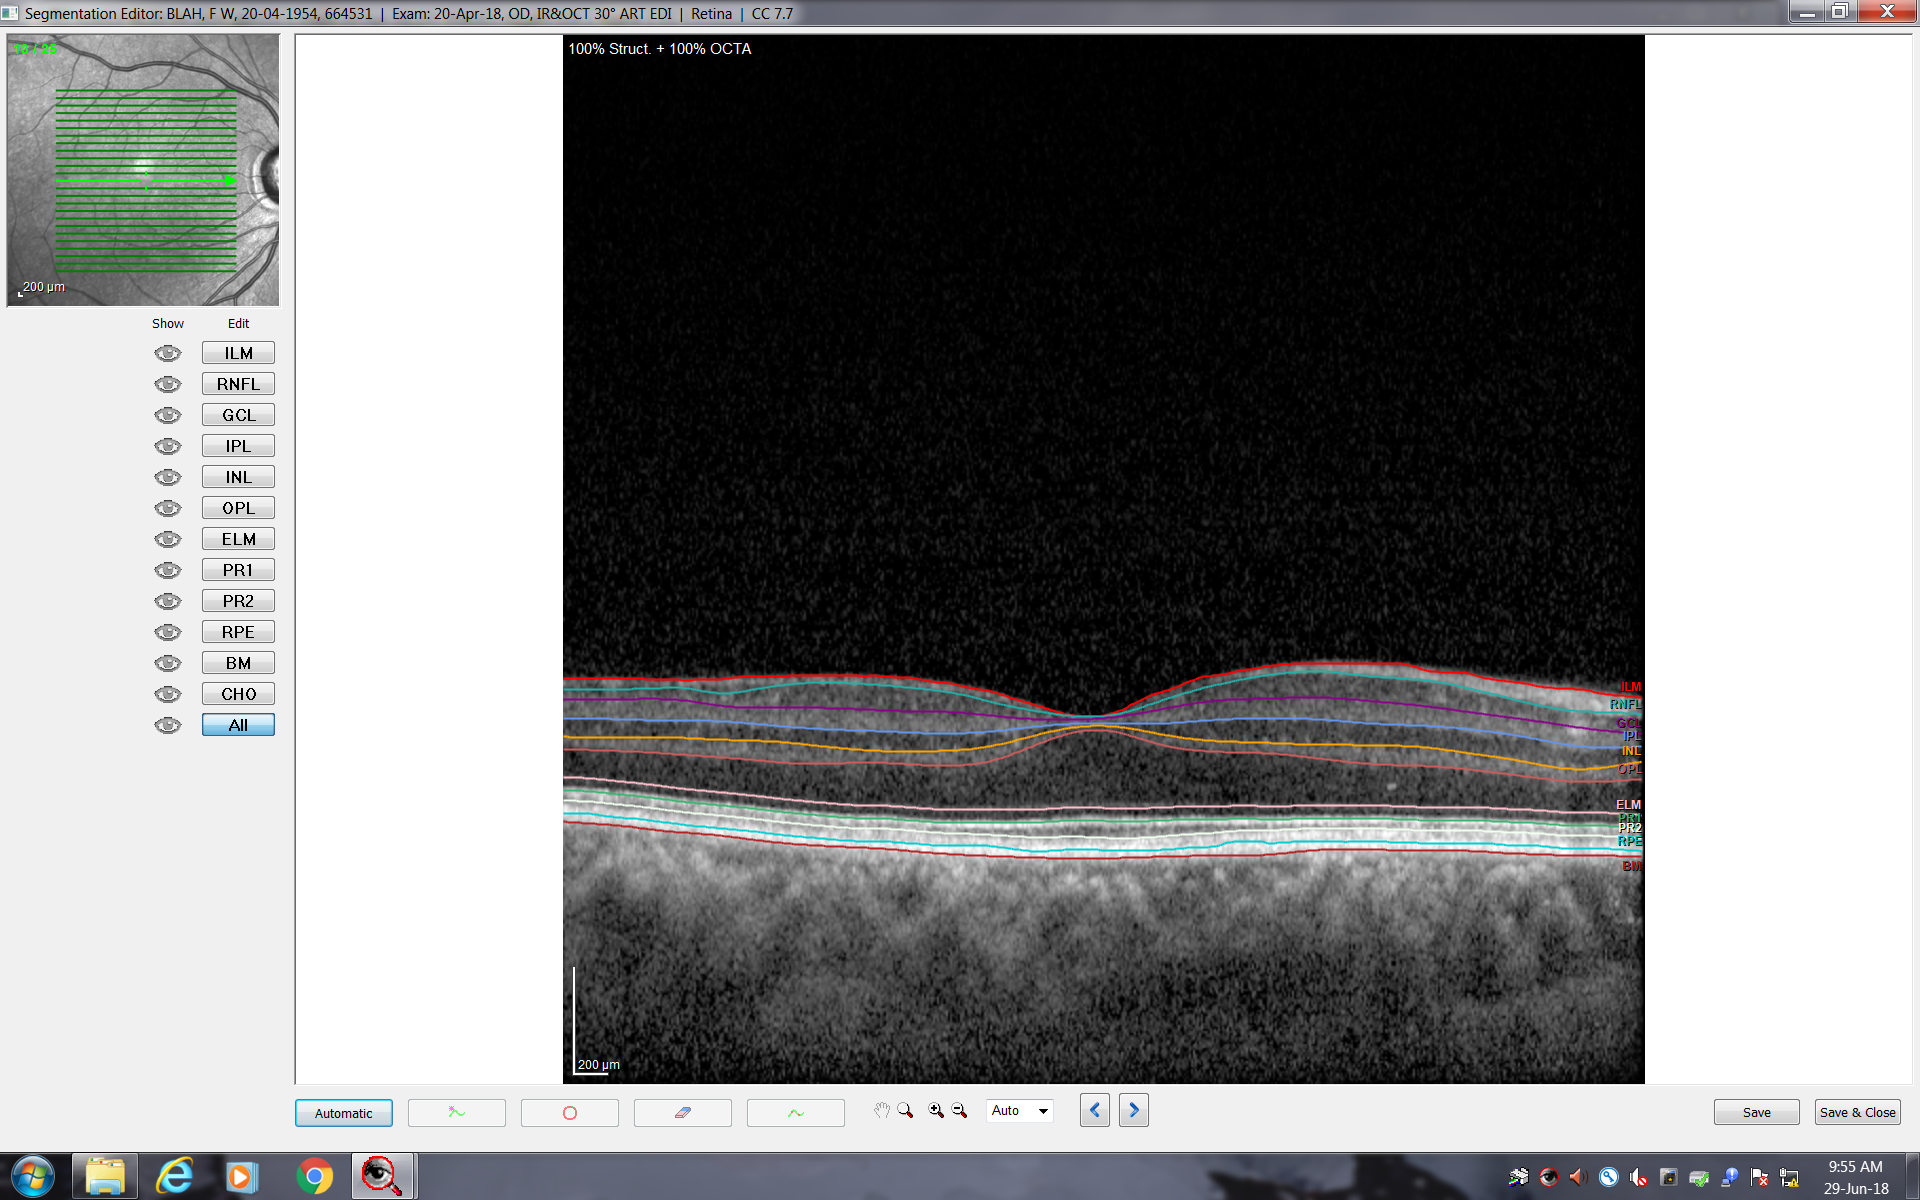 Segmentation Editor: BLAH, F W, 20-04-1954, 664531 | Exam: 20-Apr-18, OD, IR&OCT 30° ART EDI | Retina | CC 7.7
200 µm
Show Edit
ILM
RNFL
GCL
IPL
INL
OPL
ELM
PR1
PR2
RPE
BM
CHO
All
100% Struct. + 100% OCTA
ILM
RNFL
GCL
IPL
INL
OPL
ELM
PR1
PR2
RPE
BM
200 µm
Automatic
Auto
Save
Save & Close
9:55 AM
29-Jun-18